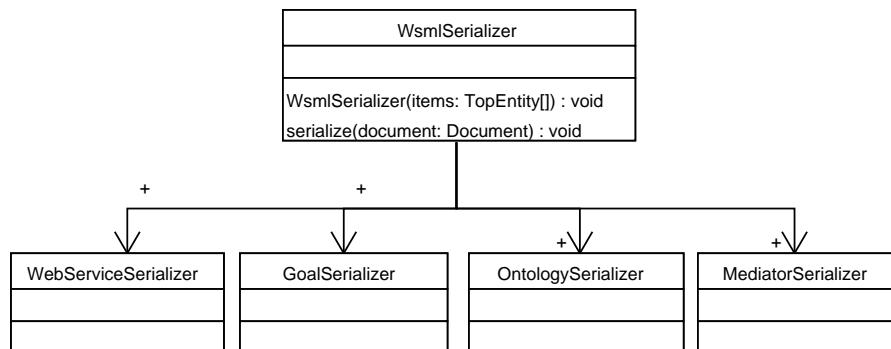 WsmlSerializer
WsmlSerializer(items: TopEntity[]) : void
serialize(document: Document) : void
+
+
+
+
WebServiceSerializer
GoalSerializer
OntologySerializer
MediatorSerializer